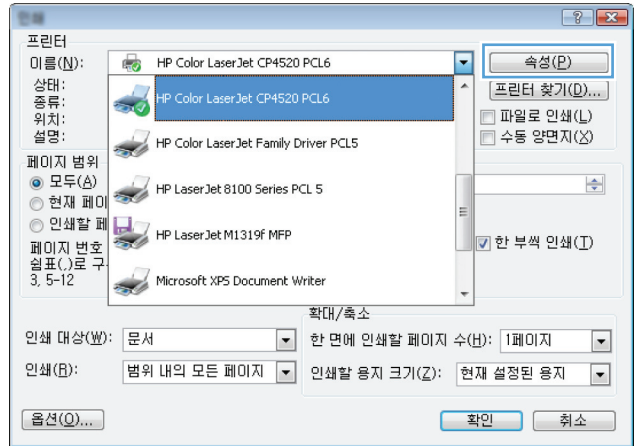 인쇄
프린터
이름(N): HP Color LaserJet CP4520 PCL6 속성(P)
상태: HP Color LaserJet CP4520 PCL6 프린터 찾기(D)...
종류:
위치: 파일로 인쇄(L)
설명: HP Color LaserJet Family Driver PCL5 수동 양면지(X)
페이지 범위
모두(A) HP LaserJet 8100 Series PCL 5
현재 페이
인쇄할 페
HP LaserJet M1319f MFP
페이지 번호 한 부씩 인쇄(T)
쉼표(,)로 구
3, 5-12 Microsoft XPS Document Writer
확대/축소
인쇄 대상(W): 문서 한 면에 인쇄할 페이지 수(H): 1페이지
인쇄(R): 범위 내의 모든 페이지 인쇄할 용지 크기(Z): 현재 설정된 용지
옵션(O)... 확인 취소